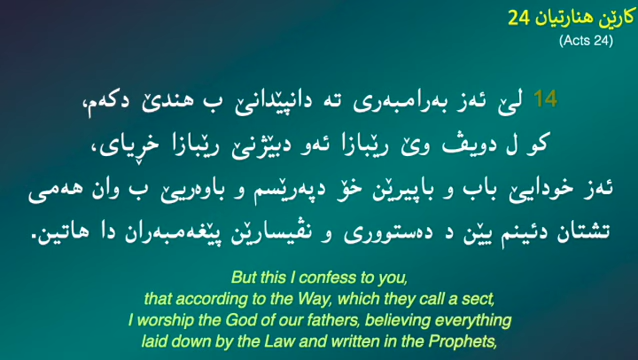 کارێن هنارتیان 24
(Acts 24)
14 لێ ئەز بەرامبەری تە دانپێدانێ ب هندێ دکەم،
کو ل دویڤ وێ رێبازا ئەو دبێژنێ رێبازا خڕیای،
ئەز خودایێ باب و باپیرێن خۆ دپەرێسم و باوەریێ ب وان هەمی
تشتان دئینم یێن د دەستووری و نڤیسارێن پێغەمبەران دا هاتین.
But this I confess to you,
that according to the Way, which they call a sect,
I worship the God of our fathers, believing everything
laid down by the Law and written in the Prophets,